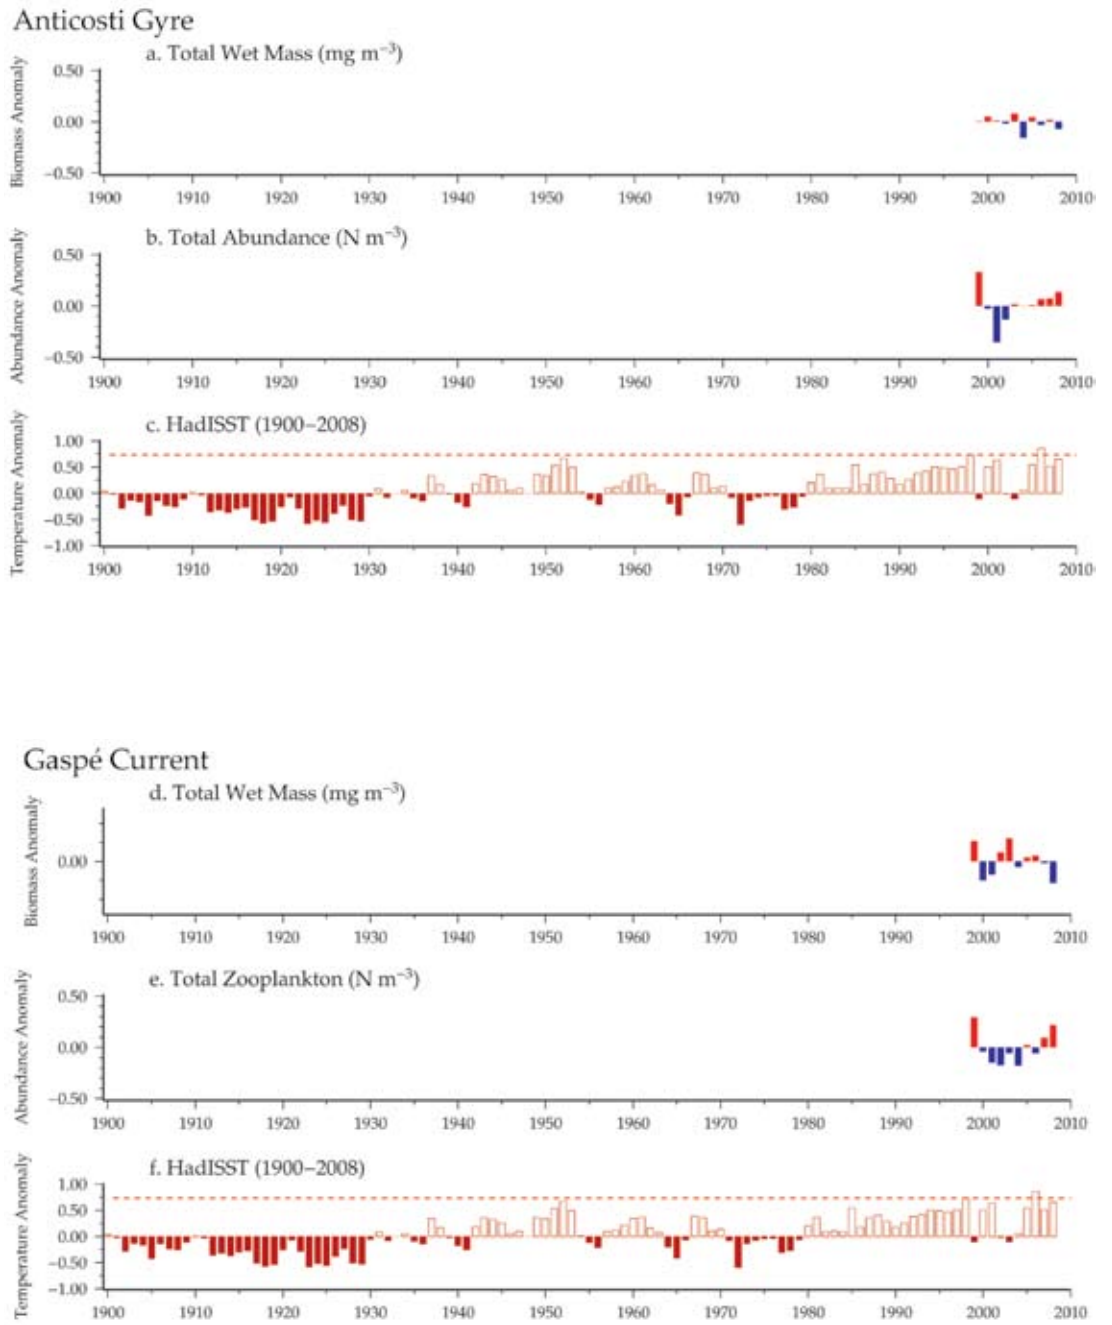 Anticosti Gyre
a. Total Wet Mass (mg m⁻³)
Biomass Anomaly
0.50
0.00
−0.50
1900 1910 1920 1930 1940 1950 1960 1970 1980 1990 2000 2010
b. Total Abundance (N m⁻³)
Abundance Anomaly
0.50
0.00
−0.50
1900 1910 1920 1930 1940 1950 1960 1970 1980 1990 2000 2010
c. HadISST (1900–2008)
Temperature Anomaly
1.00
0.50
0.00
−0.50
−1.00
1900 1910 1920 1930 1940 1950 1960 1970 1980 1990 2000 2010
Gaspé Current
d. Total Wet Mass (mg m⁻³)
Biomass Anomaly
0.00
1900 1910 1920 1930 1940 1950 1960 1970 1980 1990 2000 2010
e. Total Zooplankton (N m⁻³)
Abundance Anomaly
0.50
0.00
−0.50
1900 1910 1920 1930 1940 1950 1960 1970 1980 1990 2000 2010
f. HadISST (1900–2008)
Temperature Anomaly
1.00
0.50
0.00
−0.50
−1.00
1900 1910 1920 1930 1940 1950 1960 1970 1980 1990 2000 2010